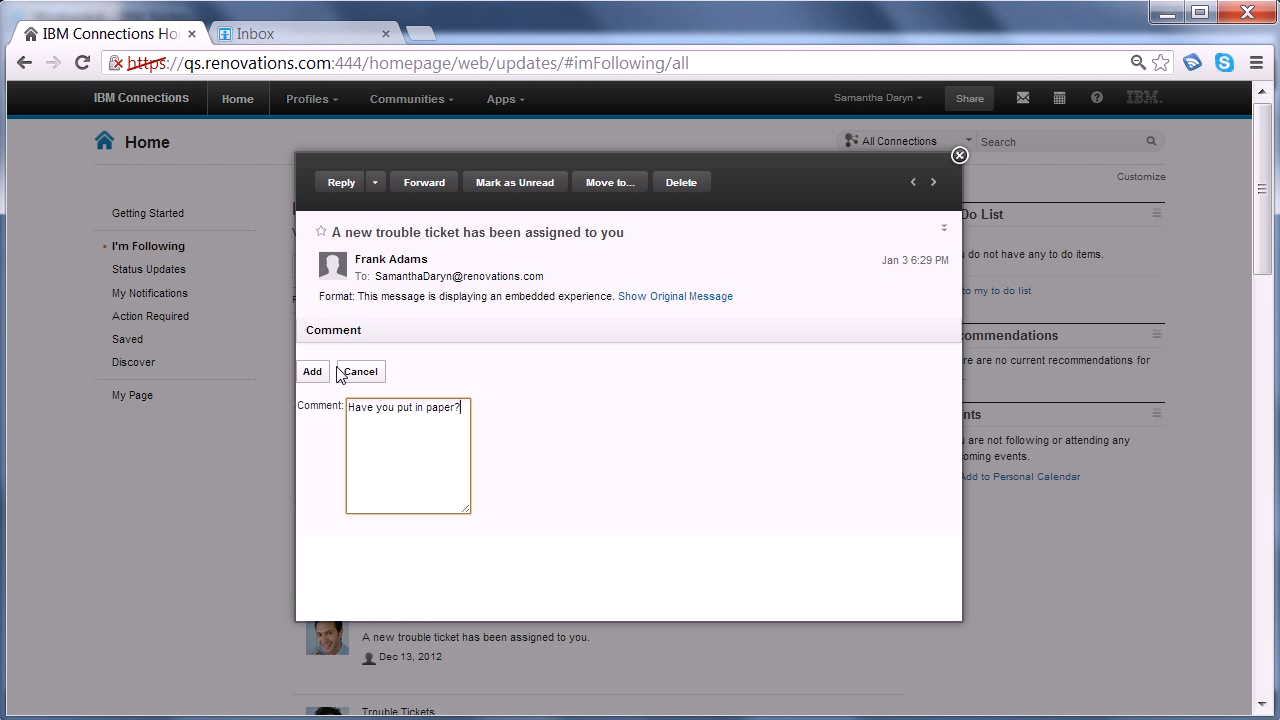 IBM Connections Ho
Inbox
https://qs.renovations.com:444/homepage/web/updates/#imFollowing/all
IBM Connections
Home
Profiles
Communities
Apps
Samantha Daryn
Share
IBM.
Home
All Connections
Search
Customize
Getting Started
I'm Following
Status Updates
My Notifications
Action Required
Saved
Discover
My Page
Reply
Forward
Mark as Unread
Move to...
Delete
A new trouble ticket has been assigned to you
Frank Adams
Jan 3 6:29 PM
To: SamanthaDaryn@renovations.com
Format: This message is displaying an embedded experience. Show Original Message
Comment
Add
Cancel
Comment:
Have you put in paper?
Do List
do not have any to do items.
to my to do list
ommendations
re are no current recommendations for
nts
are not following or attending any
coming events.
Add to Personal Calendar
A new trouble ticket has been assigned to you.
Dec 13, 2012
Trouble Tickets